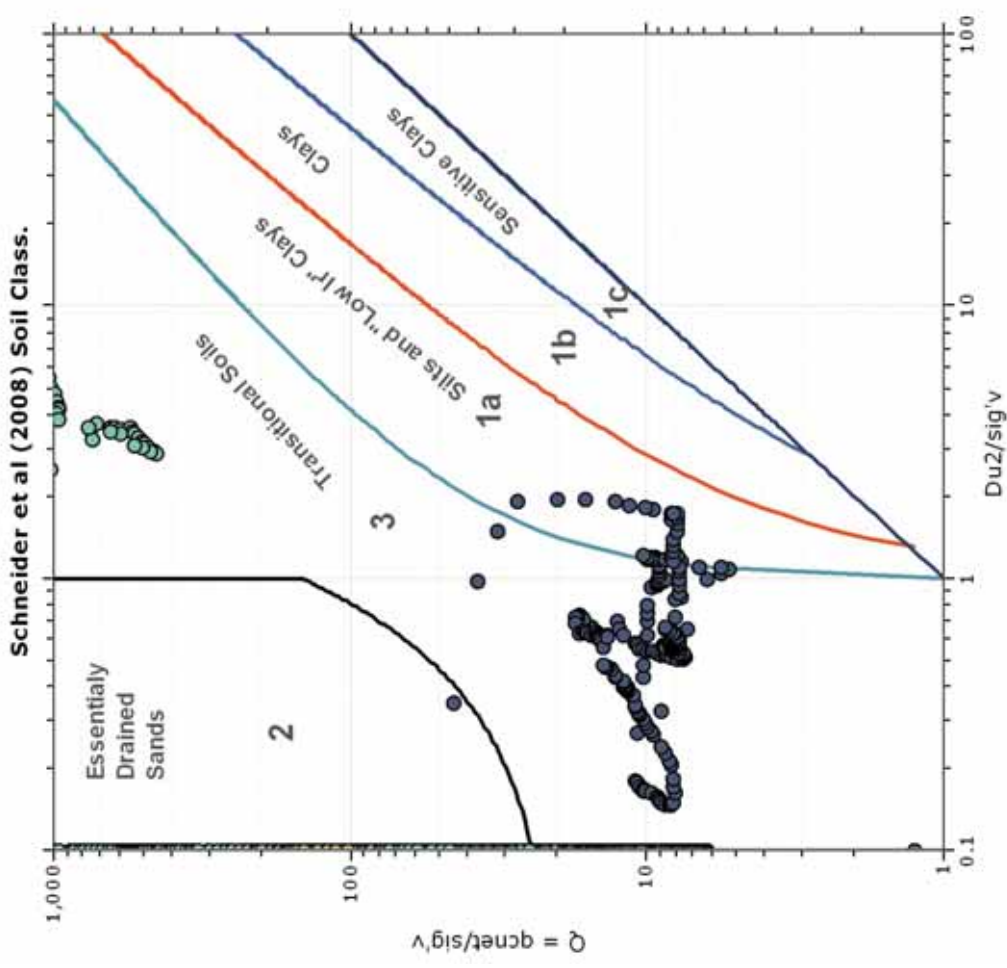 Schneider et al (2008) Soil Class.
Essentialy
Drained
Sands
2
3
Transitional Soils
1a
Silts and "Low Ir" Clays
Clays
1b
Sensitive Clays
1c
Q = qcnet/sig'v
1,000
100
10
1
0.1
1
10
100
Du2/sig'v